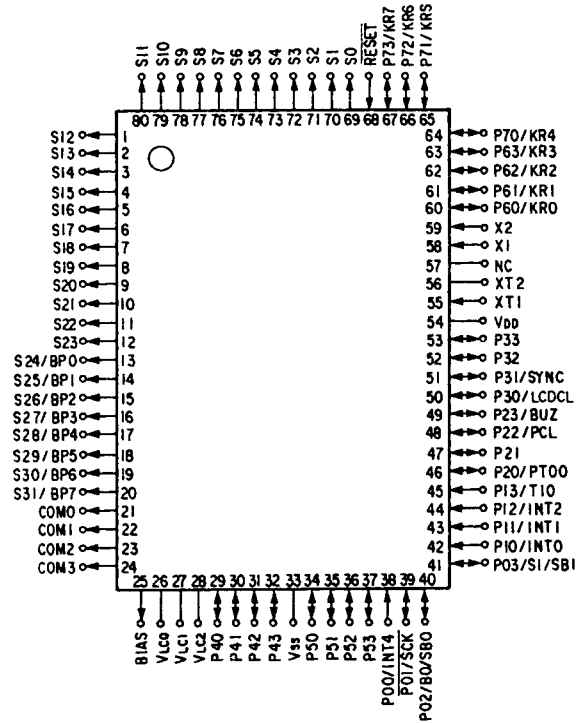 S11 S10 S9 S8 S7 S6 S5 S4 S3 S2 S1 S0 RESET P73/KR7 P72/KR6 P71/KR5
80 79 78 77 76 75 74 73 72 71 70 69 68 67 66 65
S12 1 64 P70/KR4
S13 2 63 P63/KR3
S14 3 62 P62/KR2
S15 4 61 P61/KR1
S16 5 60 P60/KR0
S17 6 59 X2
S18 7 58 X1
S19 8 57 NC
S20 9 56 XT2
S21 10 55 XT1
S22 11 54 VDD
S23 12 53 P33
S24/BP0 13 52 P32
S25/BP1 14 51 P31/SYNC
S26/BP2 15 50 P30/LCDCL
S27/BP3 16 49 P23/BUZ
S28/BP4 17 48 P22/PCL
S29/BP5 18 47 P21
S30/BP6 19 46 P20/PTO0
S31/BP7 20 45 P13/TI0
COM0 21 44 P12/INT2
COM1 22 43 P11/INT1
COM2 23 42 P10/INT0
COM3 24 41 P03/SI/SBI
25 26 27 28 29 30 31 32 33 34 35 36 37 38 39 40
BIAS VLC0 VLC1 VLC2 P40 P41 P42 P43 VSS P50 P51 P52 P53 P00/INT4 P01/SCK P02/BO/SBO